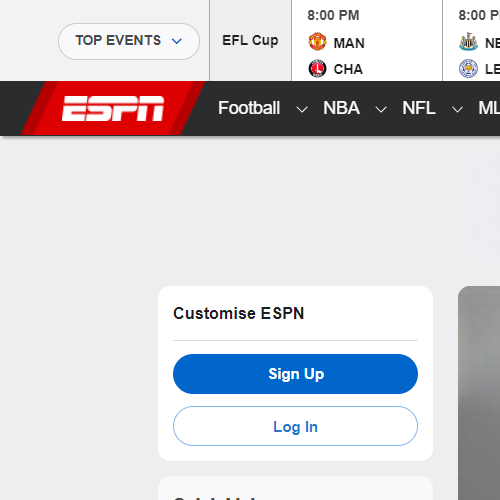 TOP EVENTS
EFL Cup
8:00 PM
MAN
CHA
8:00 P
NE
LE
ESPN
Football
NBA
NFL
ML
Customise ESPN
Sign Up
Log In